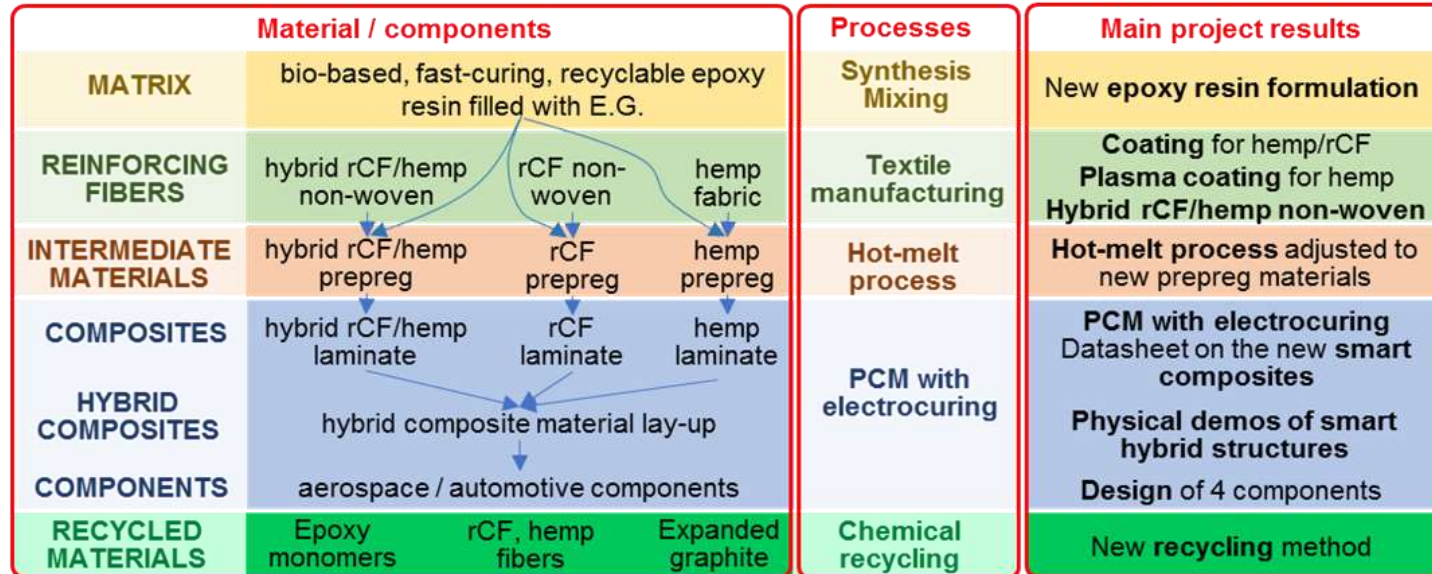 Material / components
Processes
Main project results
MATRIX
bio-based, fast-curing, recyclable epoxy
resin filled with E.G.
Synthesis
Mixing
New epoxy resin formulation
REINFORCING
FIBERS
hybrid rCF/hemp
non-woven
rCF non-
woven
hemp
fabric
Textile
manufacturing
Coating for hemp/rCF
Plasma coating for hemp
Hybrid rCF/hemp non-woven
INTERMEDIATE
MATERIALS
hybrid rCF/hemp
prepreg
rCF
prepreg
hemp
prepreg
Hot-melt
process
Hot-melt process adjusted to
new prepreg materials
COMPOSITES
hybrid rCF/hemp
laminate
rCF
laminate
hemp
laminate
PCM with
electrocuring
PCM with electrocuring
Datasheet on the new smart
composites
HYBRID
COMPOSITES
hybrid composite material lay-up
Physical demos of smart
hybrid structures
COMPONENTS
aerospace / automotive components
Design of 4 components
RECYCLED
MATERIALS
Epoxy
monomers
rCF, hemp
fibers
Expanded
graphite
Chemical
recycling
New recycling method